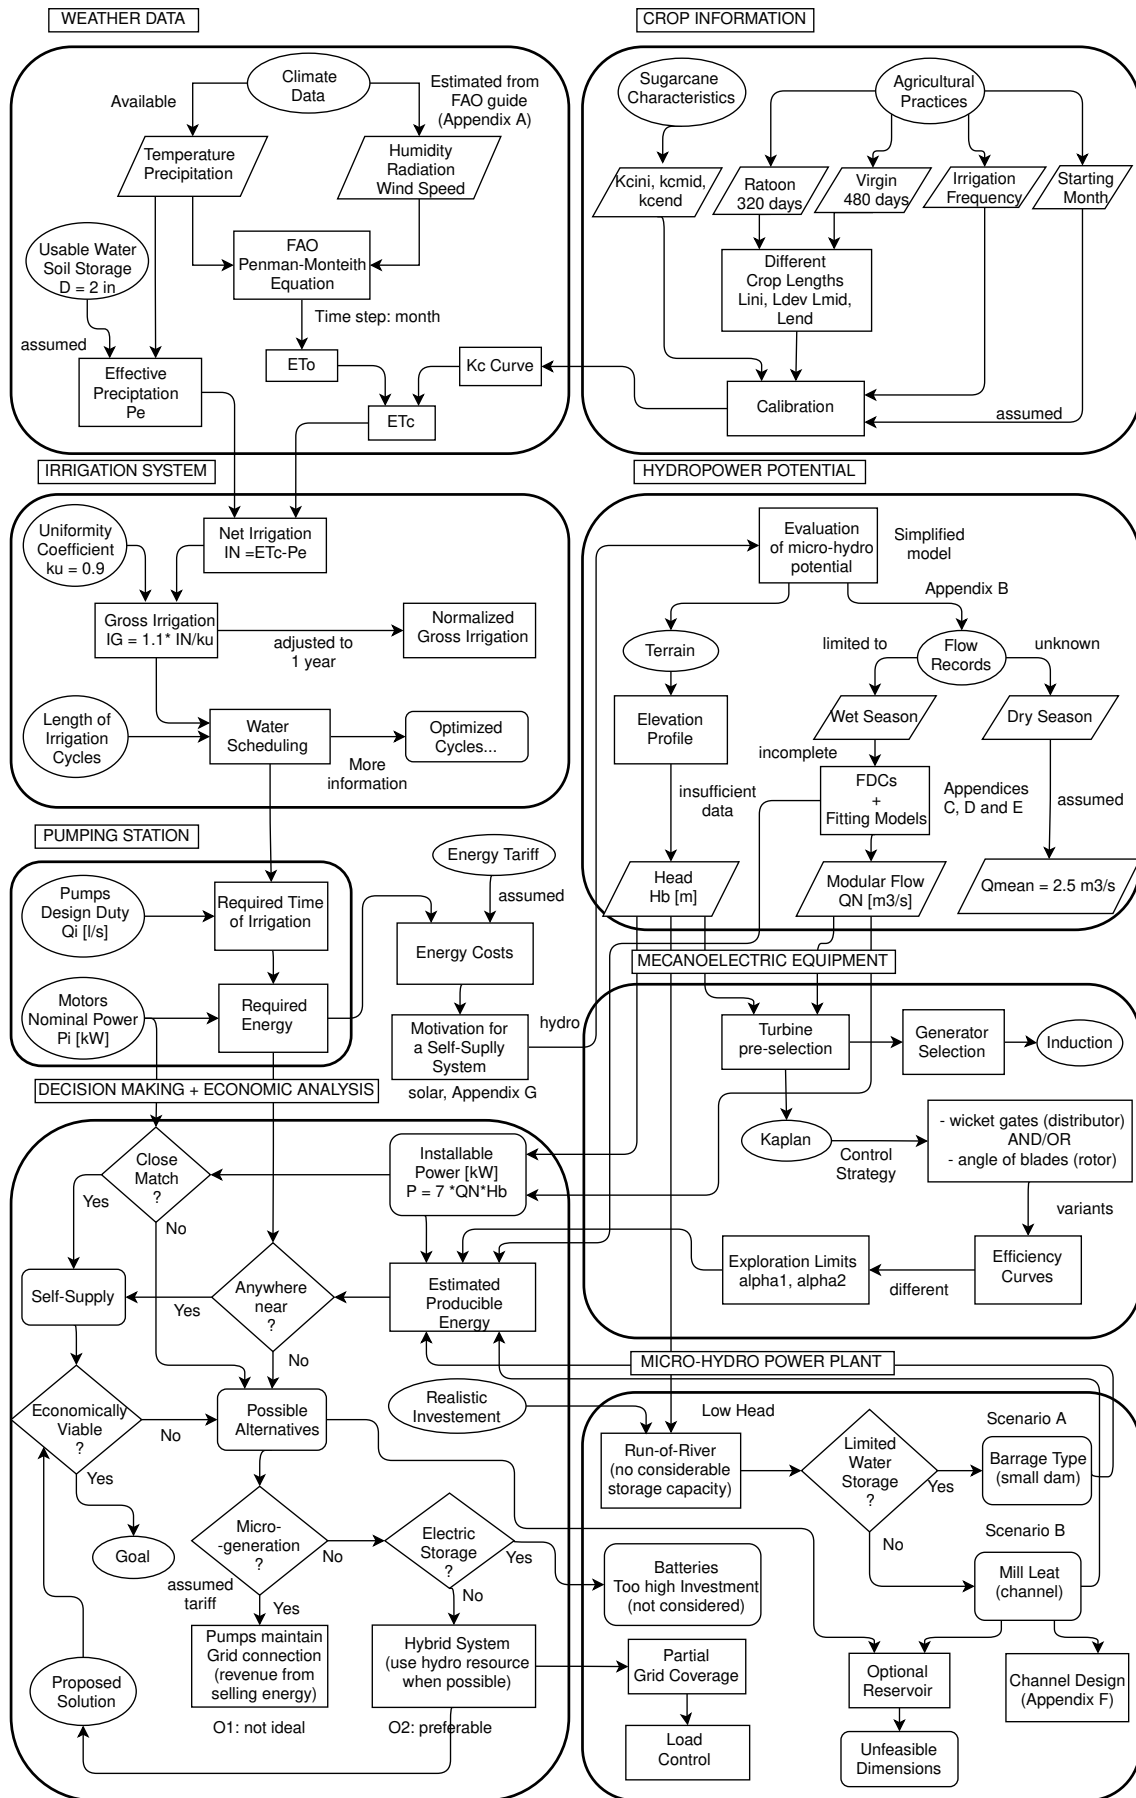 WEATHER DATA
Climate
Data
Available
Estimated from
FAO guide
(Appendix A)
Temperature
Precipitation
Humidity
Radiation
Wind Speed
Usable Water
Soil Storage
D = 2 in
FAO
Penman-Monteith
Equation
Time step: month
assumed
Effective
Preciptation
Pe
ETo
Kc Curve
ETc
CROP INFORMATION
Sugarcane
Characteristics
Agricultural
Practices
Kcini, kcmid,
kcend
Ratoon
320 days
Virgin
480 days
Irrigation
Frequency
Starting
Month
Different
Crop Lengths
Lini, Ldev Lmid,
Lend
Calibration
assumed
IRRIGATION SYSTEM
Uniformity
Coefficient
ku = 0.9
Net Irrigation
IN =ETc-Pe
Gross Irrigation
IG = 1.1* IN/ku
adjusted to
1 year
Normalized
Gross Irrigation
Length of
Irrigation
Cycles
Water
Scheduling
More
information
Optimized
Cycles...
HYDROPOWER POTENTIAL
Evaluation
of micro-hydro
potential
Simplified
model
Appendix B
Terrain
limited to
Flow
Records
unknown
Elevation
Profile
Wet Season
Dry Season
incomplete
insufficient
data
FDCs
+
Fitting Models
Appendices
C, D and E
assumed
Head
Hb [m]
Modular Flow
QN [m3/s]
Qmean = 2.5 m3/s
PUMPING STATION
Pumps
Design Duty
Qi [l/s]
Required Time
of Irrigation
Motors
Nominal Power
Pi [kW]
Required
Energy
Energy Tariff
assumed
Energy Costs
Motivation for
a Self-Suplly
System
hydro
solar, Appendix G
MECANOELECTRIC EQUIPMENT
Turbine
pre-selection
Generator
Selection
Induction
Kaplan
Control
Strategy
- wicket gates (distributor)
AND/OR
- angle of blades (rotor)
variants
Efficiency
Curves
different
Exploration Limits
alpha1, alpha2
DECISION MAKING + ECONOMIC ANALYSIS
Close
Match
?
Yes
No
Installable
Power [kW]
P = 7 *QN*Hb
Self-Supply
Yes
Anywhere
near
?
Estimated
Producible
Energy
No
Economically
Viable
?
No
Yes
Possible
Alternatives
Realistic
Investement
Goal
Micro-
-generation
?
No
assumed
tariff
Yes
Electric
Storage
?
Yes
No
Proposed
Solution
Pumps maintain
Grid connection
(revenue from
selling energy)
Hybrid System
(use hydro resource
when possible)
O1: not ideal
O2: preferable
MICRO-HYDRO POWER PLANT
Low Head
Run-of-River
(no considerable
storage capacity)
Limited
Water
Storage
?
Yes
No
Scenario A
Barrage Type
(small dam)
Scenario B
Mill Leat
(channel)
Batteries
Too high Investment
(not considered)
Partial
Grid Coverage
Load
Control
Optional
Reservoir
Unfeasible
Dimensions
Channel Design
(Appendix F)